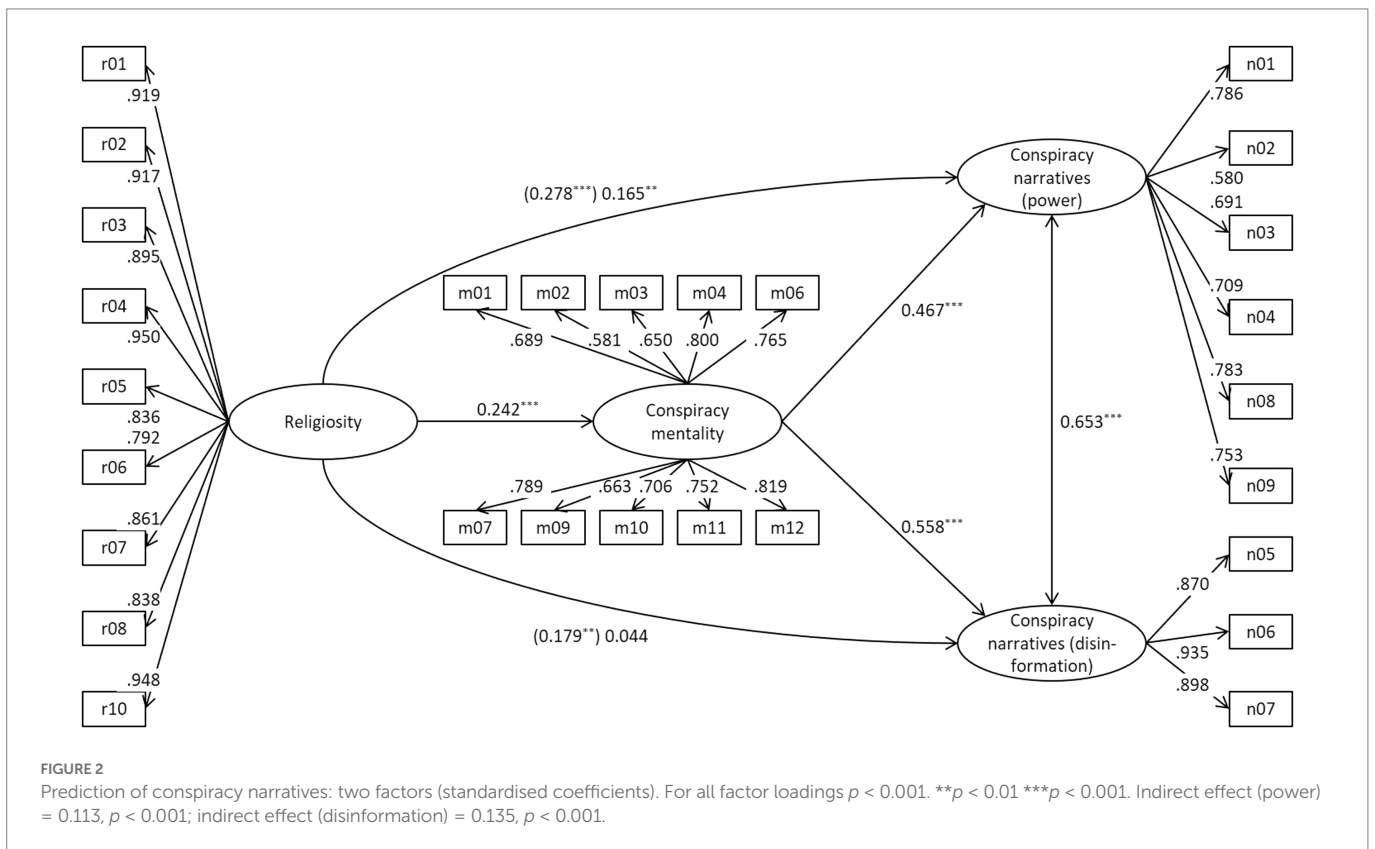 r01
.919
r02
.917
r03
.895
r04
.950
r05
.836
.792
r06
.861
r07
.838
r08
.948
r10
Religiosity
(0.278***) 0.165**
0.242***
(0.179**) 0.044
m01
m02
m03
m04
m06
.689
.581
.650
.800
.765
Conspiracy
mentality
.789
.663
.706
.752
.819
m07
m09
m10
m11
m12
0.467***
0.558***
Conspiracy
narratives
(power)
0.653***
Conspiracy
narratives (disin-
formation)
n01
.786
n02
.580
.691
n03
.709
n04
.783
n08
.753
n09
n05
.870
n06
.935
.898
n07
FIGURE 2
Prediction of conspiracy narratives: two factors (standardised coefficients). For all factor loadings p < 0.001. **p < 0.01 ***p < 0.001. Indirect effect (power)
= 0.113, p < 0.001; indirect effect (disinformation) = 0.135, p < 0.001.